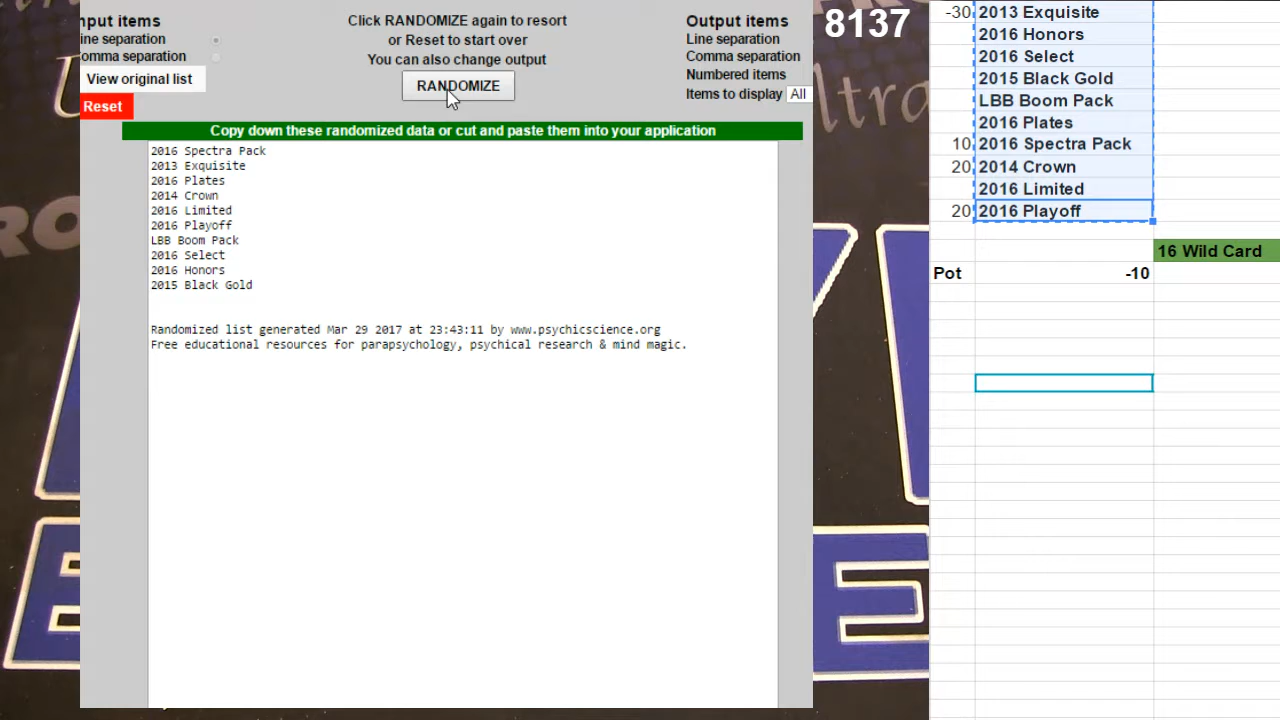 nput items
Line separation
omma separation
View original list
Reset
Click RANDOMIZE again to resort
or Reset to start over
You can also change output
RANDOMIZE
Output items
Line separation
Comma separation
Numbered items
Items to display All
8137
Copy down these randomized data or cut and paste them into your application
2016 Spectra Pack
2013 Exquisite
2016 Plates
2014 Crown
2016 Limited
2016 Playoff
LBB Boom Pack
2016 Select
2016 Honors
2015 Black Gold
Randomized list generated Mar 29 2017 at 23:43:11 by www.psychicscience.org
Free educational resources for parapsychology, psychical research & mind magic.
-30 2013 Exquisite
2016 Honors
2016 Select
2015 Black Gold
LBB Boom Pack
2016 Plates
10 2016 Spectra Pack
20 2014 Crown
2016 Limited
20 2016 Playoff
16 Wild Card
Pot -10